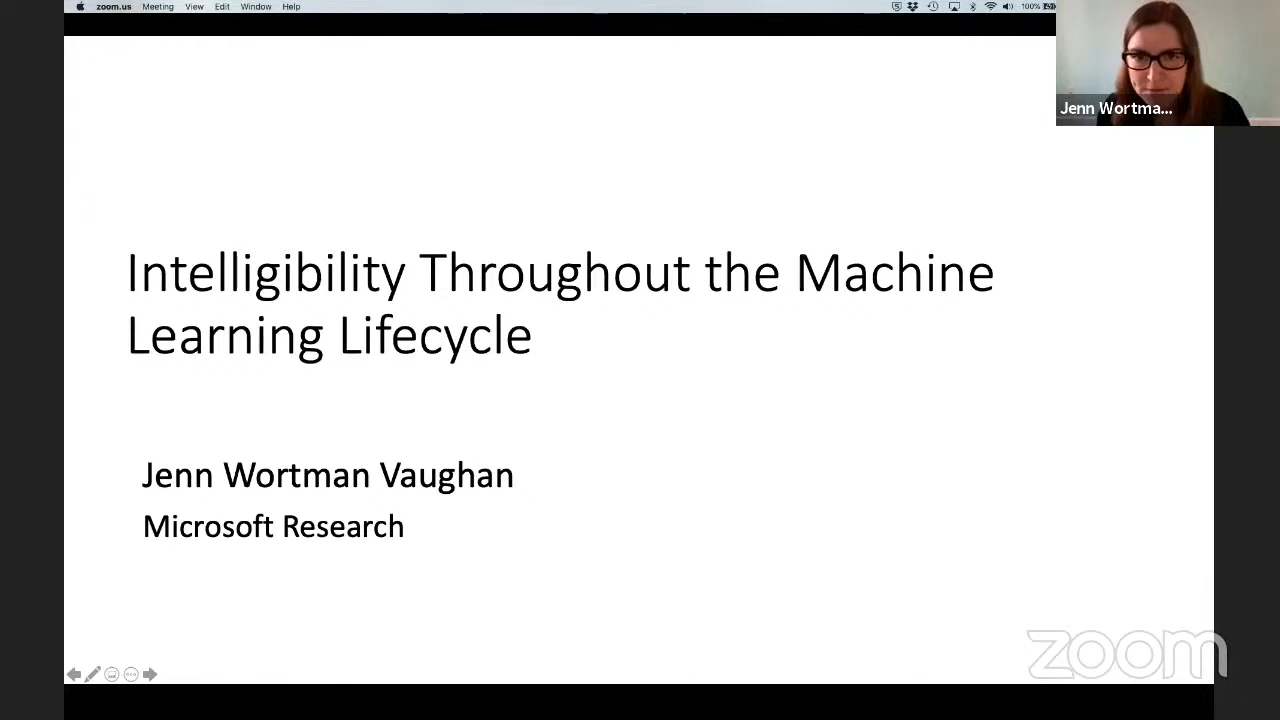 zoom.us Meeting View Edit Window Help
100%
Jenn Wortma...
Intelligibility Throughout the Machine
Learning Lifecycle
Jenn Wortman Vaughan
Microsoft Research
zoom